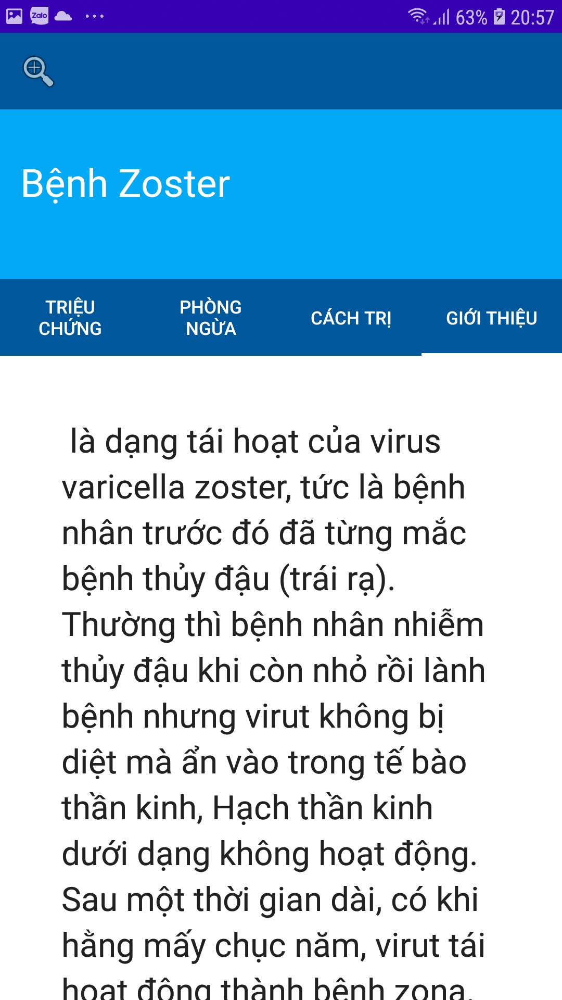 Zalo
63%
20:57
Bệnh Zoster
TRIỆU
CHỨNG
PHÒNG
NGỪA
CÁCH TRỊ
GIỚI THIỆU
là dạng tái hoạt của virus
varicella zoster, tức là bệnh
nhân trước đó đã từng mắc
bệnh thủy đậu (trái rạ).
Thường thì bệnh nhân nhiễm
thủy đậu khi còn nhỏ rồi lành
bệnh nhưng virut không bị
diệt mà ẩn vào trong tế bào
thần kinh, Hạch thần kinh
dưới dạng không hoạt động.
Sau một thời gian dài, có khi
hằng mấy chục năm, virut tái
hoạt động thành bệnh zona.